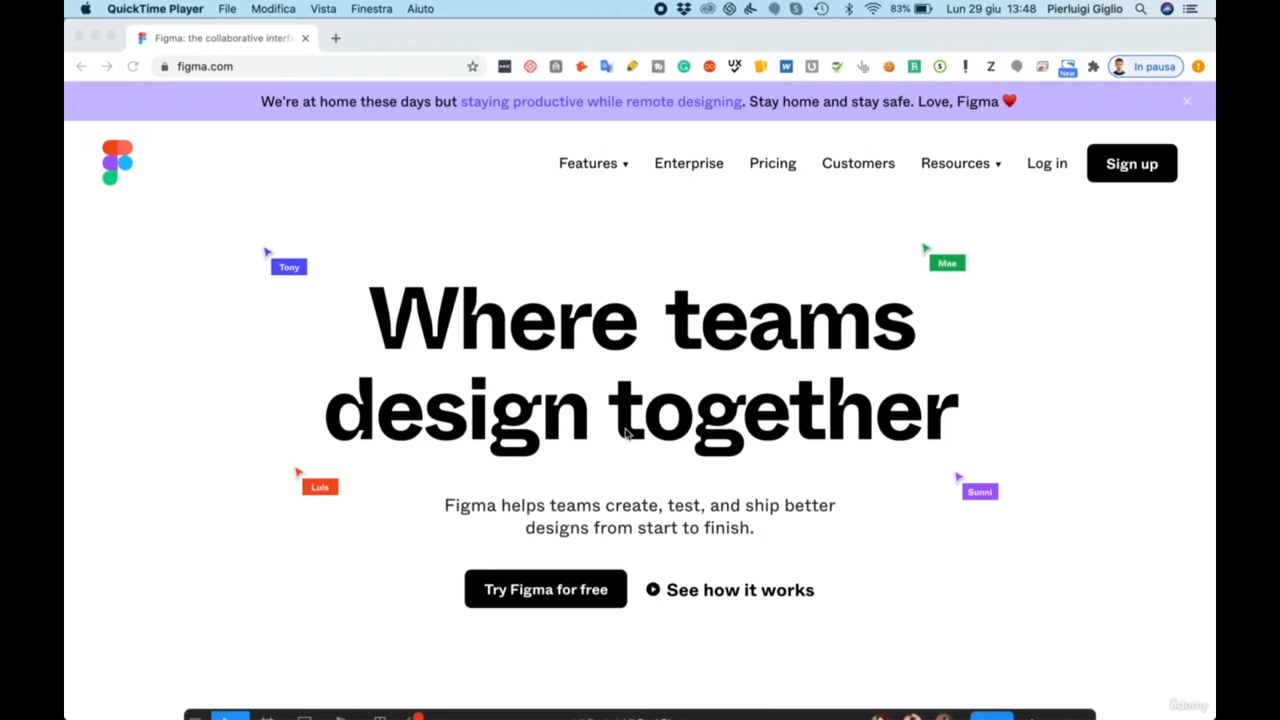 QuickTime Player File Modifica Vista Finestra Aiuto 83% Lun 29 giu 13:48 Pierluigi Giglio
Figma: the collaborative interfa
figma.com
UX
W
R
Z
New
In pausa
We're at home these days but staying productive while remote designing. Stay home and stay safe. Love, Figma ❤️
Features Enterprise Pricing Customers Resources Log in Sign up
Tony
Mae
Where teams
design together
Luis
Sunni
Figma helps teams create, test, and ship better
designs from start to finish.
Try Figma for free See how it works
ûdemy